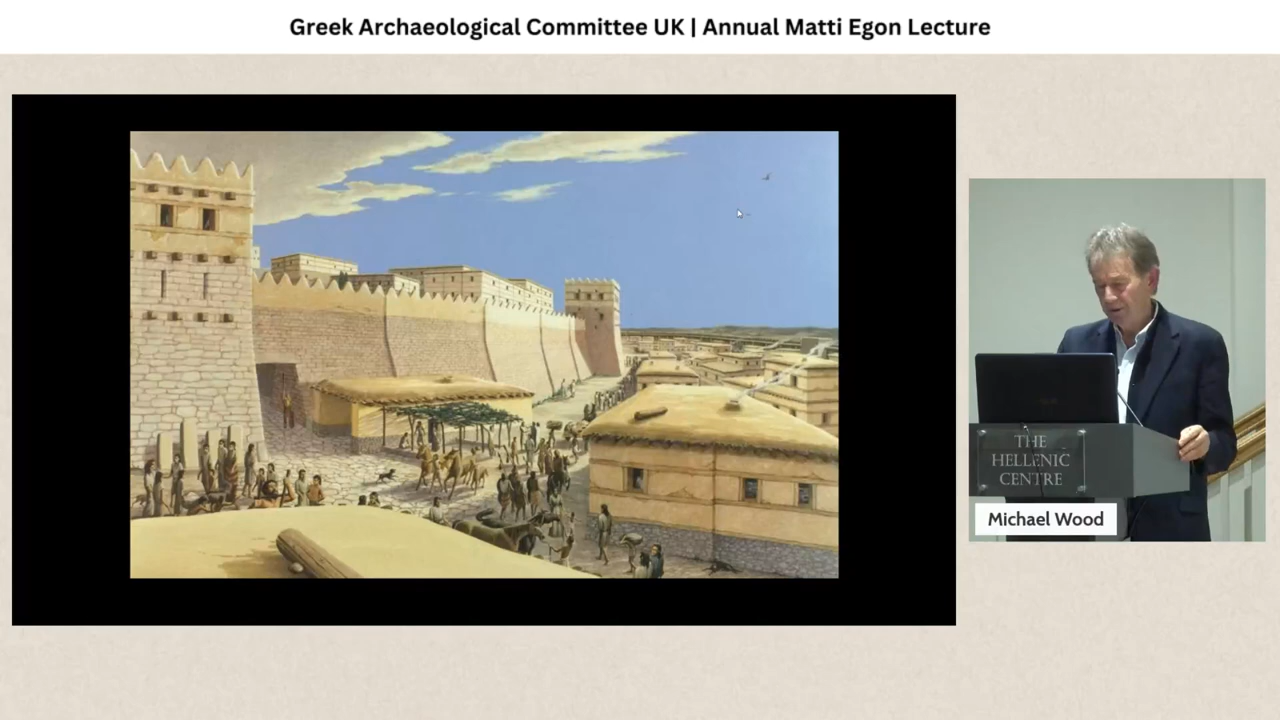 Greek Archaeological Committee UK | Annual Matti Egon Lecture
THE
HELLENIC
CENTRE
Michael Wood